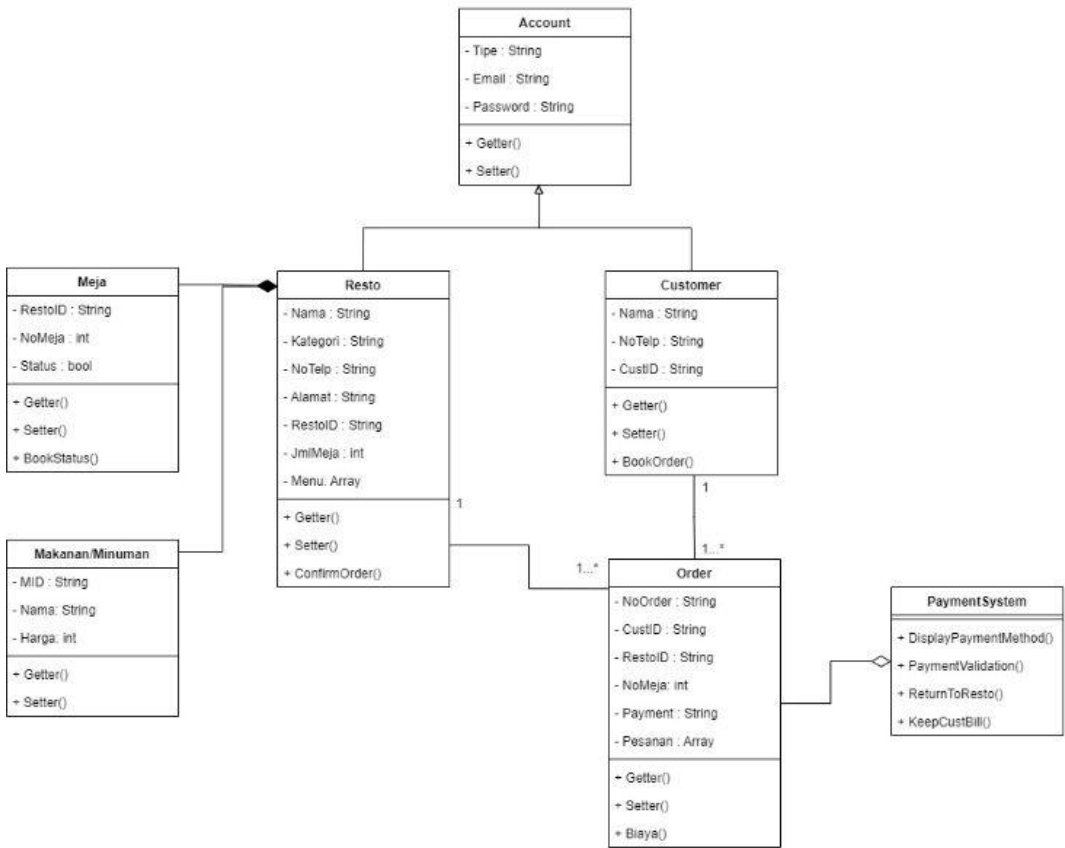 Account
- Tipe : String
- Email : String
- Password : String
+ Getter()
+ Setter()
Meja
- RestoID : String
- NoMeja : int
- Status : bool
+ Getter()
+ Setter()
+ BookStatus()
Resto
- Nama : String
- Kategori : String
- NoTelp : String
- Alamat : String
- RestoID : String
- JmlMeja : int
- Menu. Array
+ Getter()
+ Setter()
+ ConfirmOrder()
1
1...*
Customer
- Nama : String
- NoTelp : String
- CustID : String
+ Getter()
+ Setter()
+ BookOrder()
1
1...*
Makanan/Minuman
- MID : String
- Nama: String
- Harga: int
+ Getter()
+ Setter()
Order
- NoOrder : String
- CustID : String
- RestoID : String
- NoMeja: int
- Payment : String
- Pesanan : Array
+ Getter()
+ Setter()
+ Biaya()
PaymentSystem
+ DisplayPaymentMethod()
+ PaymentValidation()
+ ReturnToResto()
+ KeepCustBill()